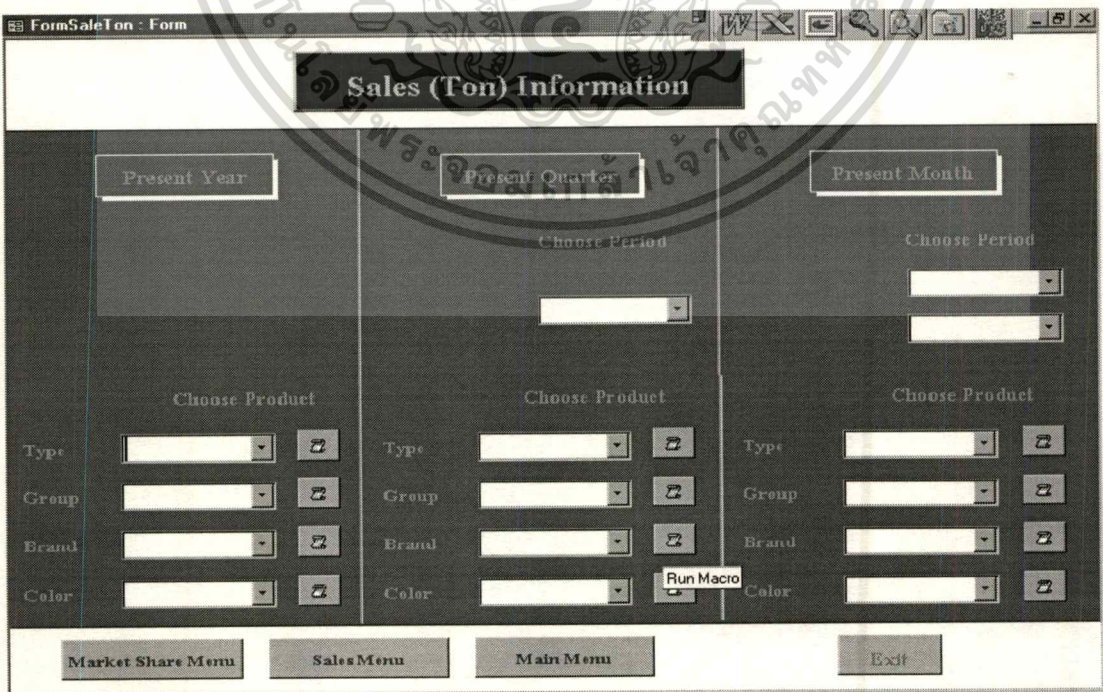 FormSaleTon : Form
Sales (Ton) Information
Present Year
Present Quarter
Present Month
Choose Period
Choose Period
Choose Product
Choose Product
Choose Product
Type
Type
Type
Group
Group
Group
Brand
Brand
Brand
Run Macro
Color
Color
Color
Market Share Menu
Sales Menu
Main Menu
Exit